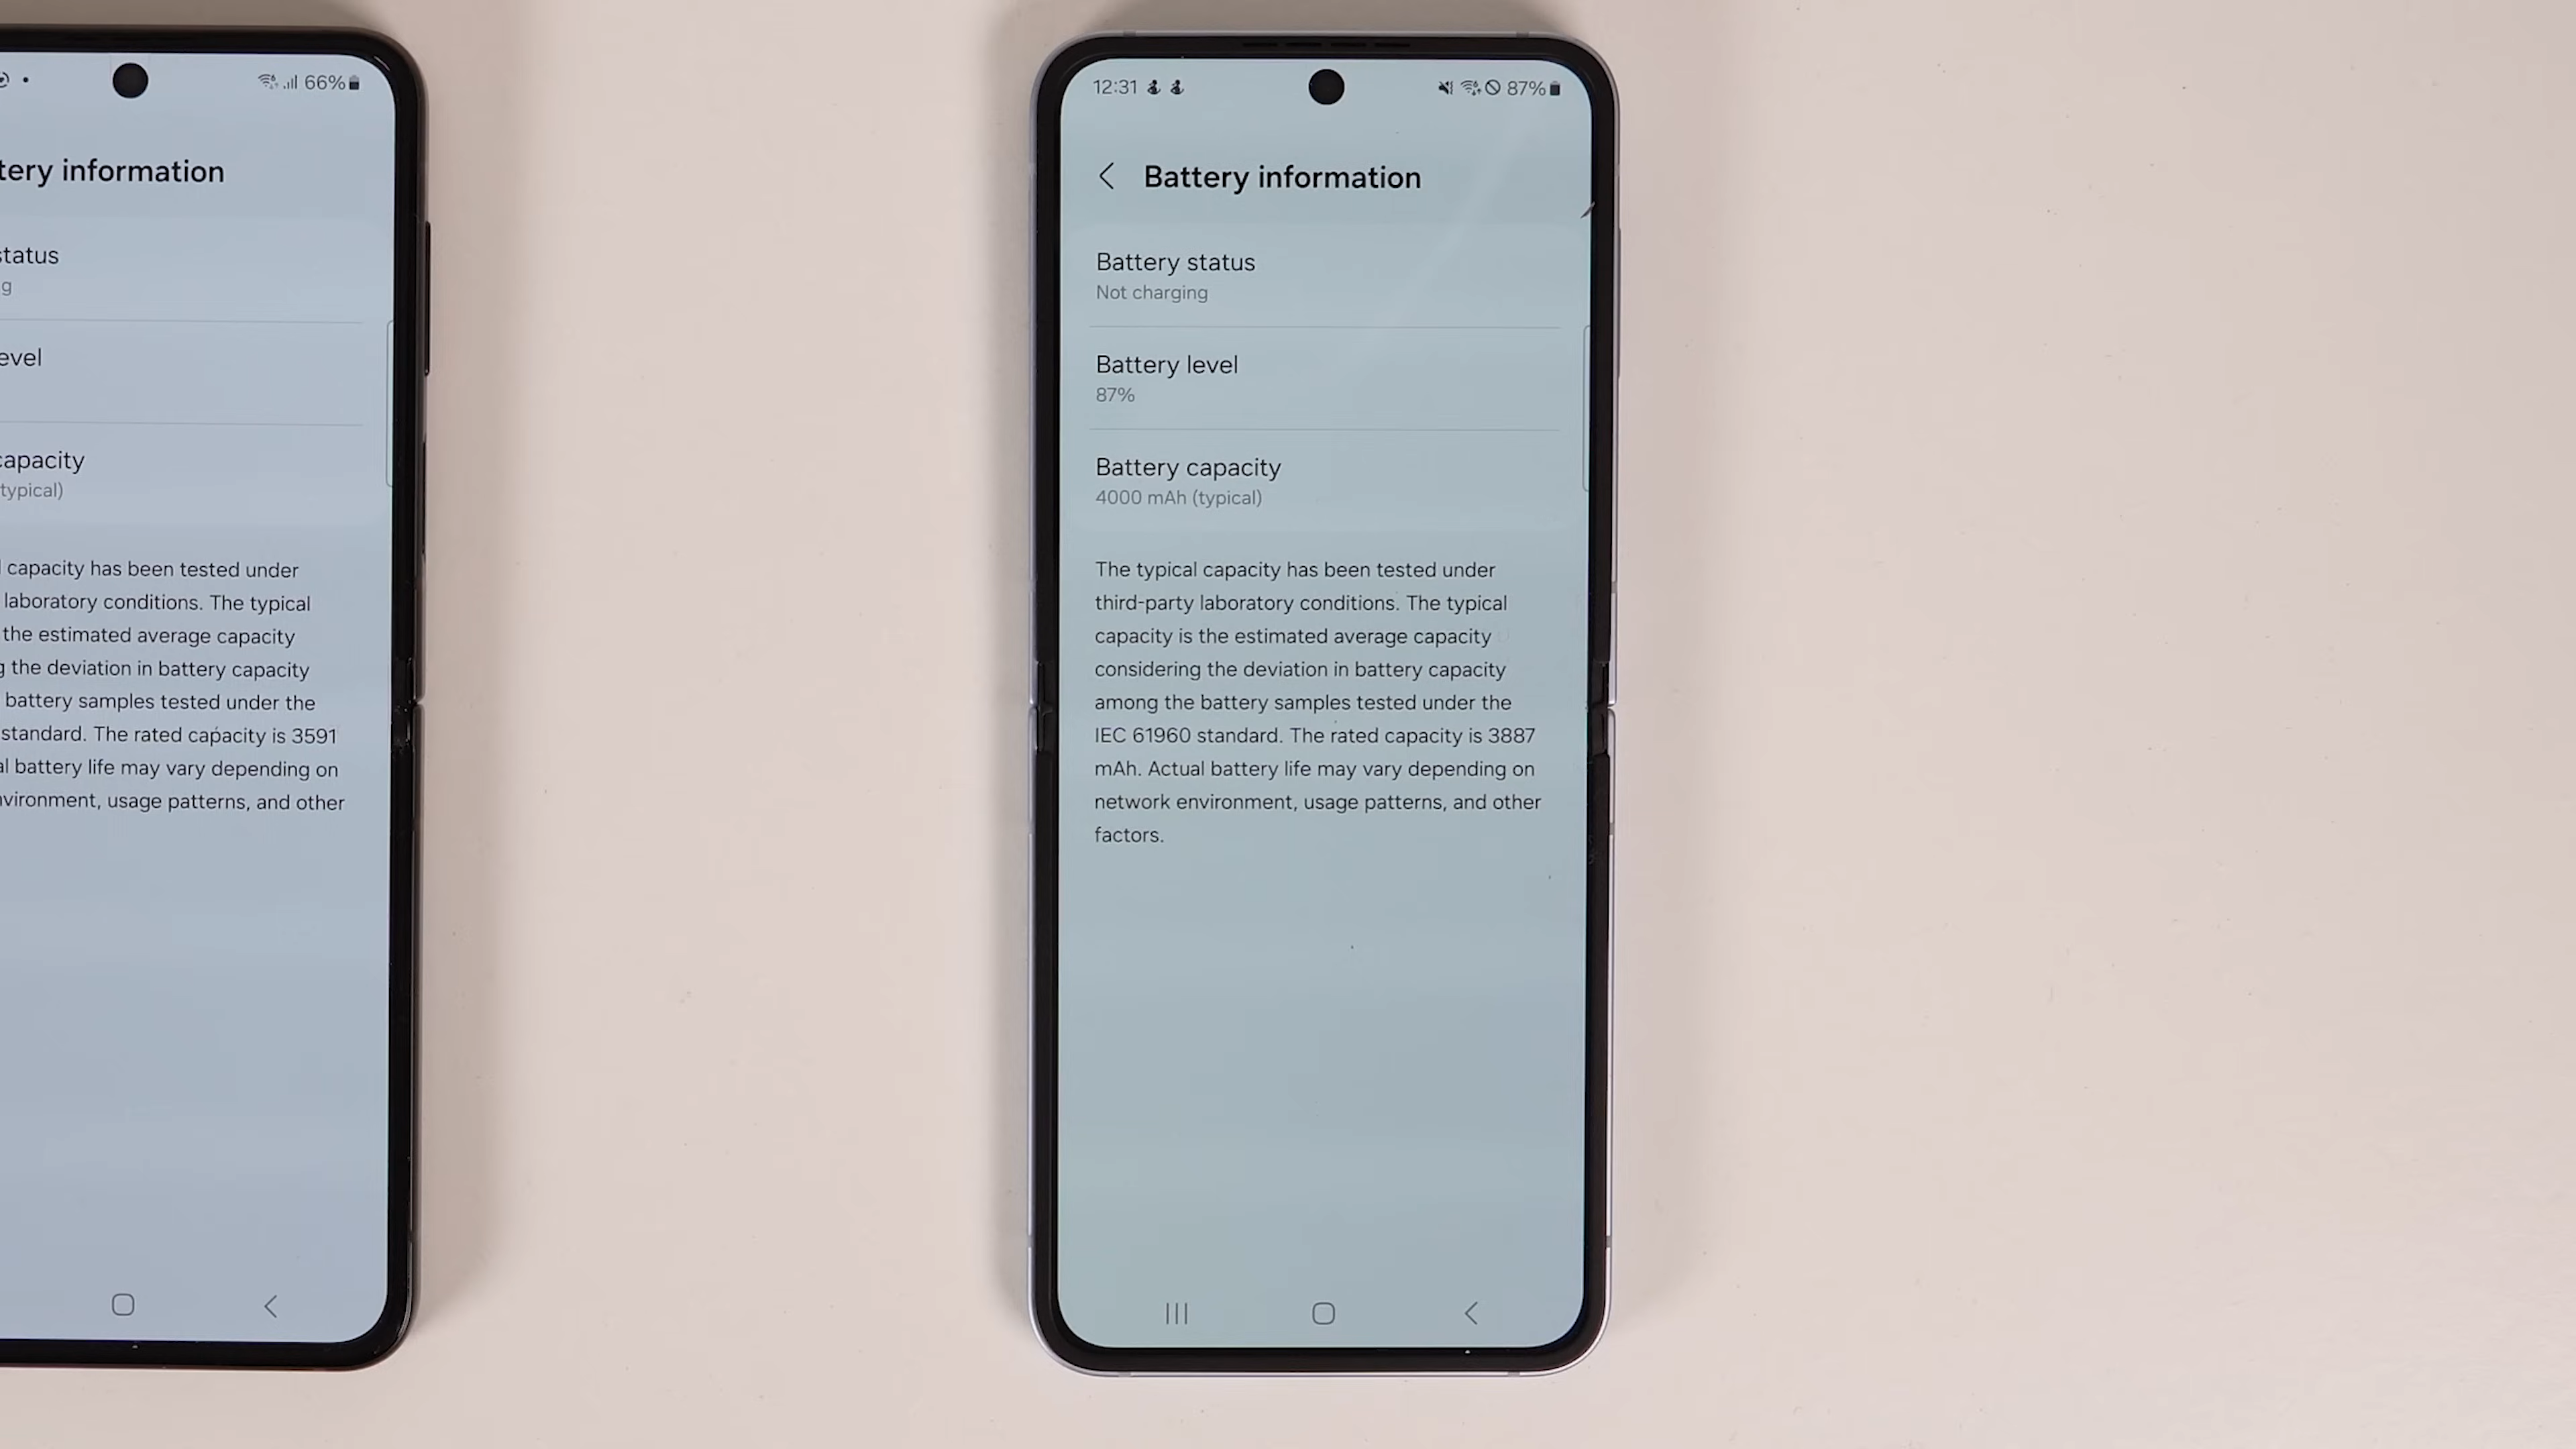 66%
tery information
status
g
evel
capacity
typical)
capacity has been tested under
laboratory conditions. The typical
the estimated average capacity
g the deviation in battery capacity
battery samples tested under the
standard. The rated capacity is 3591
al battery life may vary depending on
nvironment, usage patterns, and other
12:31
87%
Battery information
Battery status
Not charging
Battery level
87%
Battery capacity
4000 mAh (typical)
The typical capacity has been tested under
third-party laboratory conditions. The typical
capacity is the estimated average capacity
considering the deviation in battery capacity
among the battery samples tested under the
IEC 61960 standard. The rated capacity is 3887
mAh. Actual battery life may vary depending on
network environment, usage patterns, and other
factors.